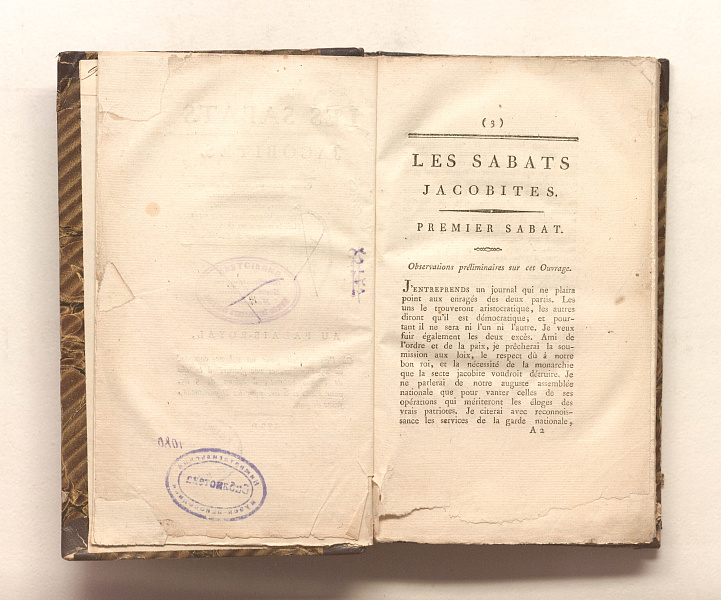 (3)
LES SABATS
JACOBITES.
PREMIER SABAT.
Observations préliminaires sur cet Ouvrage.
J'ENTREPRENDS un journal qui ne plaira
point aux enragés des deux partis. Les
uns le trouveront aristocratique, les autres
diront qu'il est démocratique; et pour-
tant il ne sera ni l'un ni l'autre. Je veux
fuir également les deux excès. Ami de
l'ordre et de la paix, je prêcherai la sou-
mission aux loix, le respect dû à notre
bon roi, et la nécessité de la monarchie
que la secte jacobite voudroit détruire. Je
ne parlerai de notre auguste assemblée
nationale que pour vanter celles de ses
opérations qui mériteront les éloges des
vrais patriotes. Je citerai avec reconnois-
sance les services de la garde nationale,
A 2